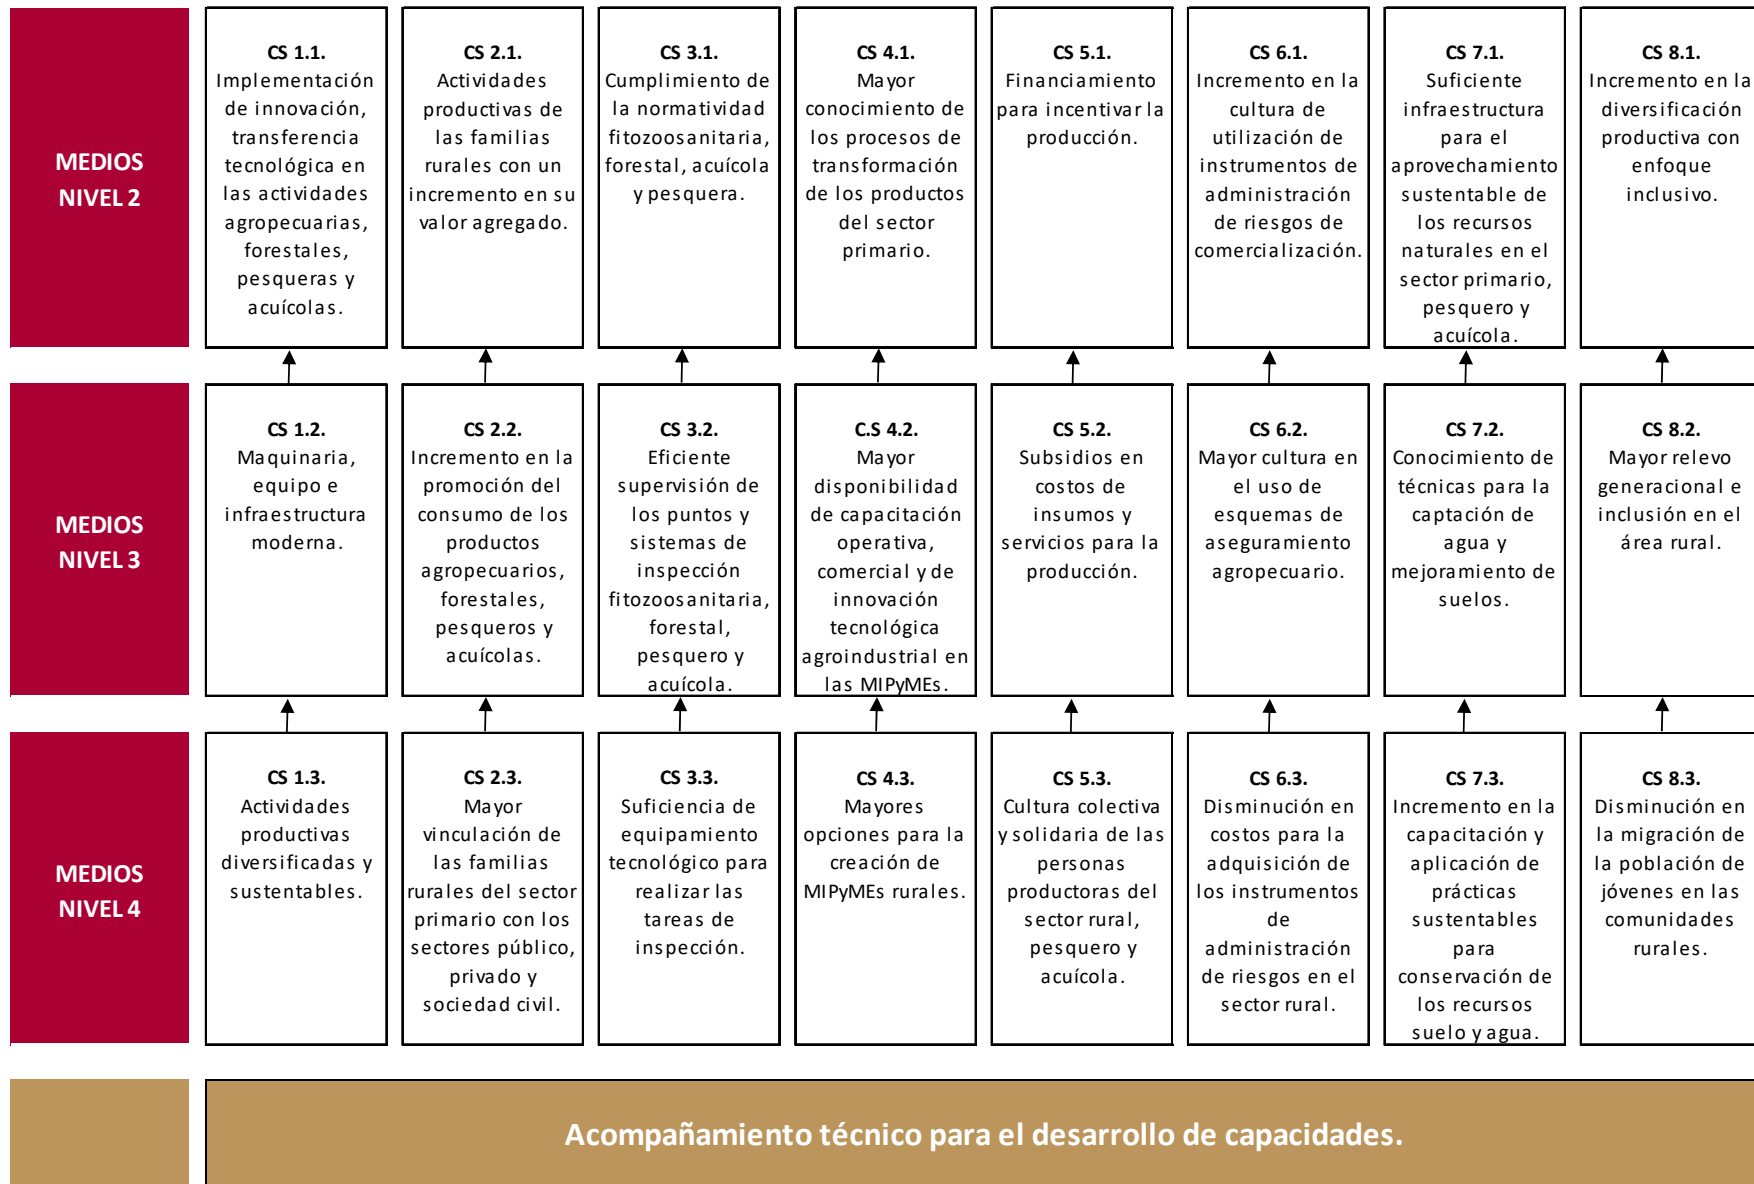 MEDIOS
NIVEL 2
CS 1.1.
Implementación
de innovación,
transferencia
tecnológica en
las actividades
agropecuarias,
forestales,
pesqueras y
acuícolas.
CS 2.1.
Actividades
productivas de
las familias
rurales con un
incremento en su
valor agregado.
CS 3.1.
Cumplimiento de
la normatividad
fitozoosanitaria,
forestal, acuícola
y pesquera.
CS 4.1.
Mayor
conocimiento de
los procesos de
transformación
de los productos
del sector
primario.
CS 5.1.
Financiamiento
para incentivar la
producción.
CS 6.1.
Incremento en la
cultura de
utilización de
instrumentos de
administración
de riesgos de
comercialización.
CS 7.1.
Suficiente
infraestructura
para el
aprovechamiento
sustentable de
los recursos
naturales en el
sector primario,
pesquero y
acuícola.
CS 8.1.
Incremento en la
diversificación
productiva con
enfoque
inclusivo.
MEDIOS
NIVEL 3
CS 1.2.
Maquinaria,
equipo e
infraestructura
moderna.
CS 2.2.
Incremento en la
promoción del
consumo de los
productos
agropecuarios,
forestales,
pesqueros y
acuícolas.
CS 3.2.
Eficiente
supervisión de
los puntos y
sistemas de
inspección
fitozoosanitaria,
forestal,
pesquero y
acuícola.
C.S 4.2.
Mayor
disponibilidad
de capacitación
operativa,
comercial y de
innovación
tecnológica
agroindustrial en
las MIPyMEs.
CS 5.2.
Subsidios en
costos de
insumos y
servicios para la
producción.
CS 6.2.
Mayor cultura en
el uso de
esquemas de
aseguramiento
agropecuario.
CS 7.2.
Conocimiento de
técnicas para la
captación de
agua y
mejoramiento de
suelos.
CS 8.2.
Mayor relevo
generacional e
inclusión en el
área rural.
MEDIOS
NIVEL 4
CS 1.3.
Actividades
productivas
diversificadas y
sustentables.
CS 2.3.
Mayor
vinculación de
las familias
rurales del sector
primario con los
sectores público,
privado y
sociedad civil.
CS 3.3.
Suficiencia de
equipamiento
tecnológico para
realizar las
tareas de
inspección.
CS 4.3.
Mayores
opciones para la
creación de
MIPyMEs rurales.
CS 5.3.
Cultura colectiva
y solidaria de las
personas
productoras del
sector rural,
pesquero y
acuícola.
CS 6.3.
Disminución en
costos para la
adquisición de
los instrumentos
de
administración
de riesgos en el
sector rural.
CS 7.3.
Incremento en la
capacitación y
aplicación de
prácticas
sustentables
para
conservación de
los recursos
suelo y agua.
CS 8.3.
Disminución en
la migración de
la población de
jóvenes en las
comunidades
rurales.
Acompañamiento técnico para el desarrollo de capacidades.